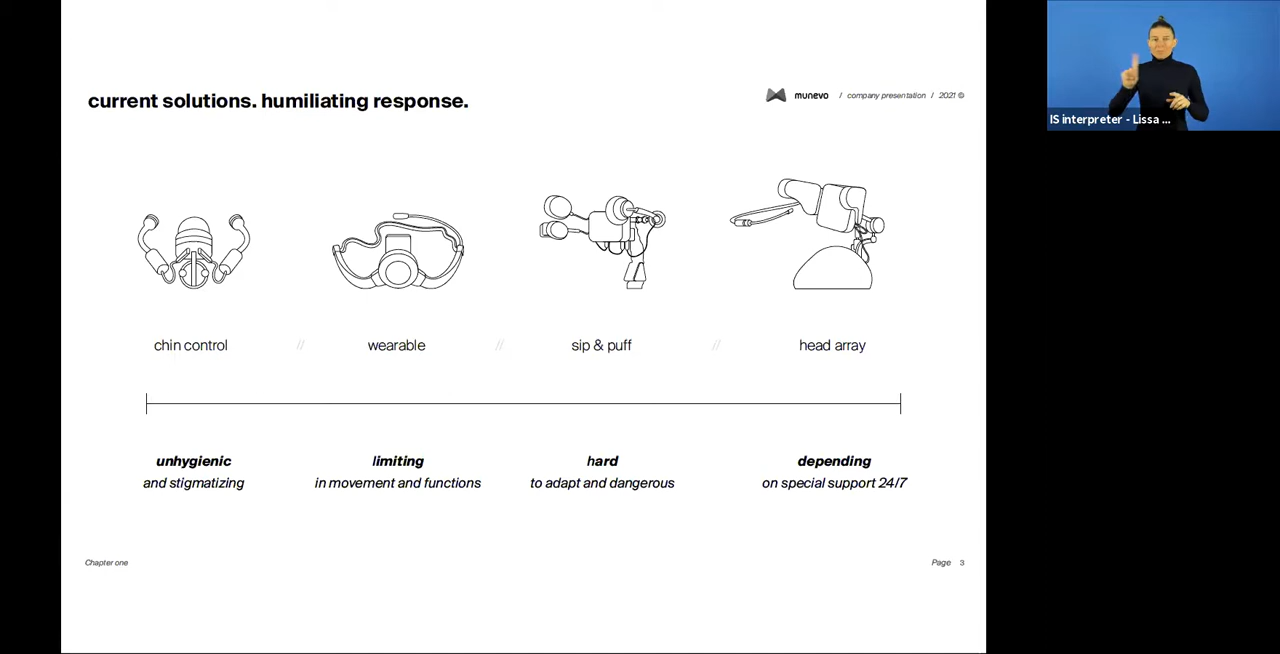 current solutions. humiliating response.
munevo / company presentation / 2021 ©
IS interpreter - Lissa ...
chin control // wearable // sip & puff // head array
unhygienic limiting hard depending
and stigmatizing in movement and functions to adapt and dangerous on special support 24/7
Chapter one Page 3